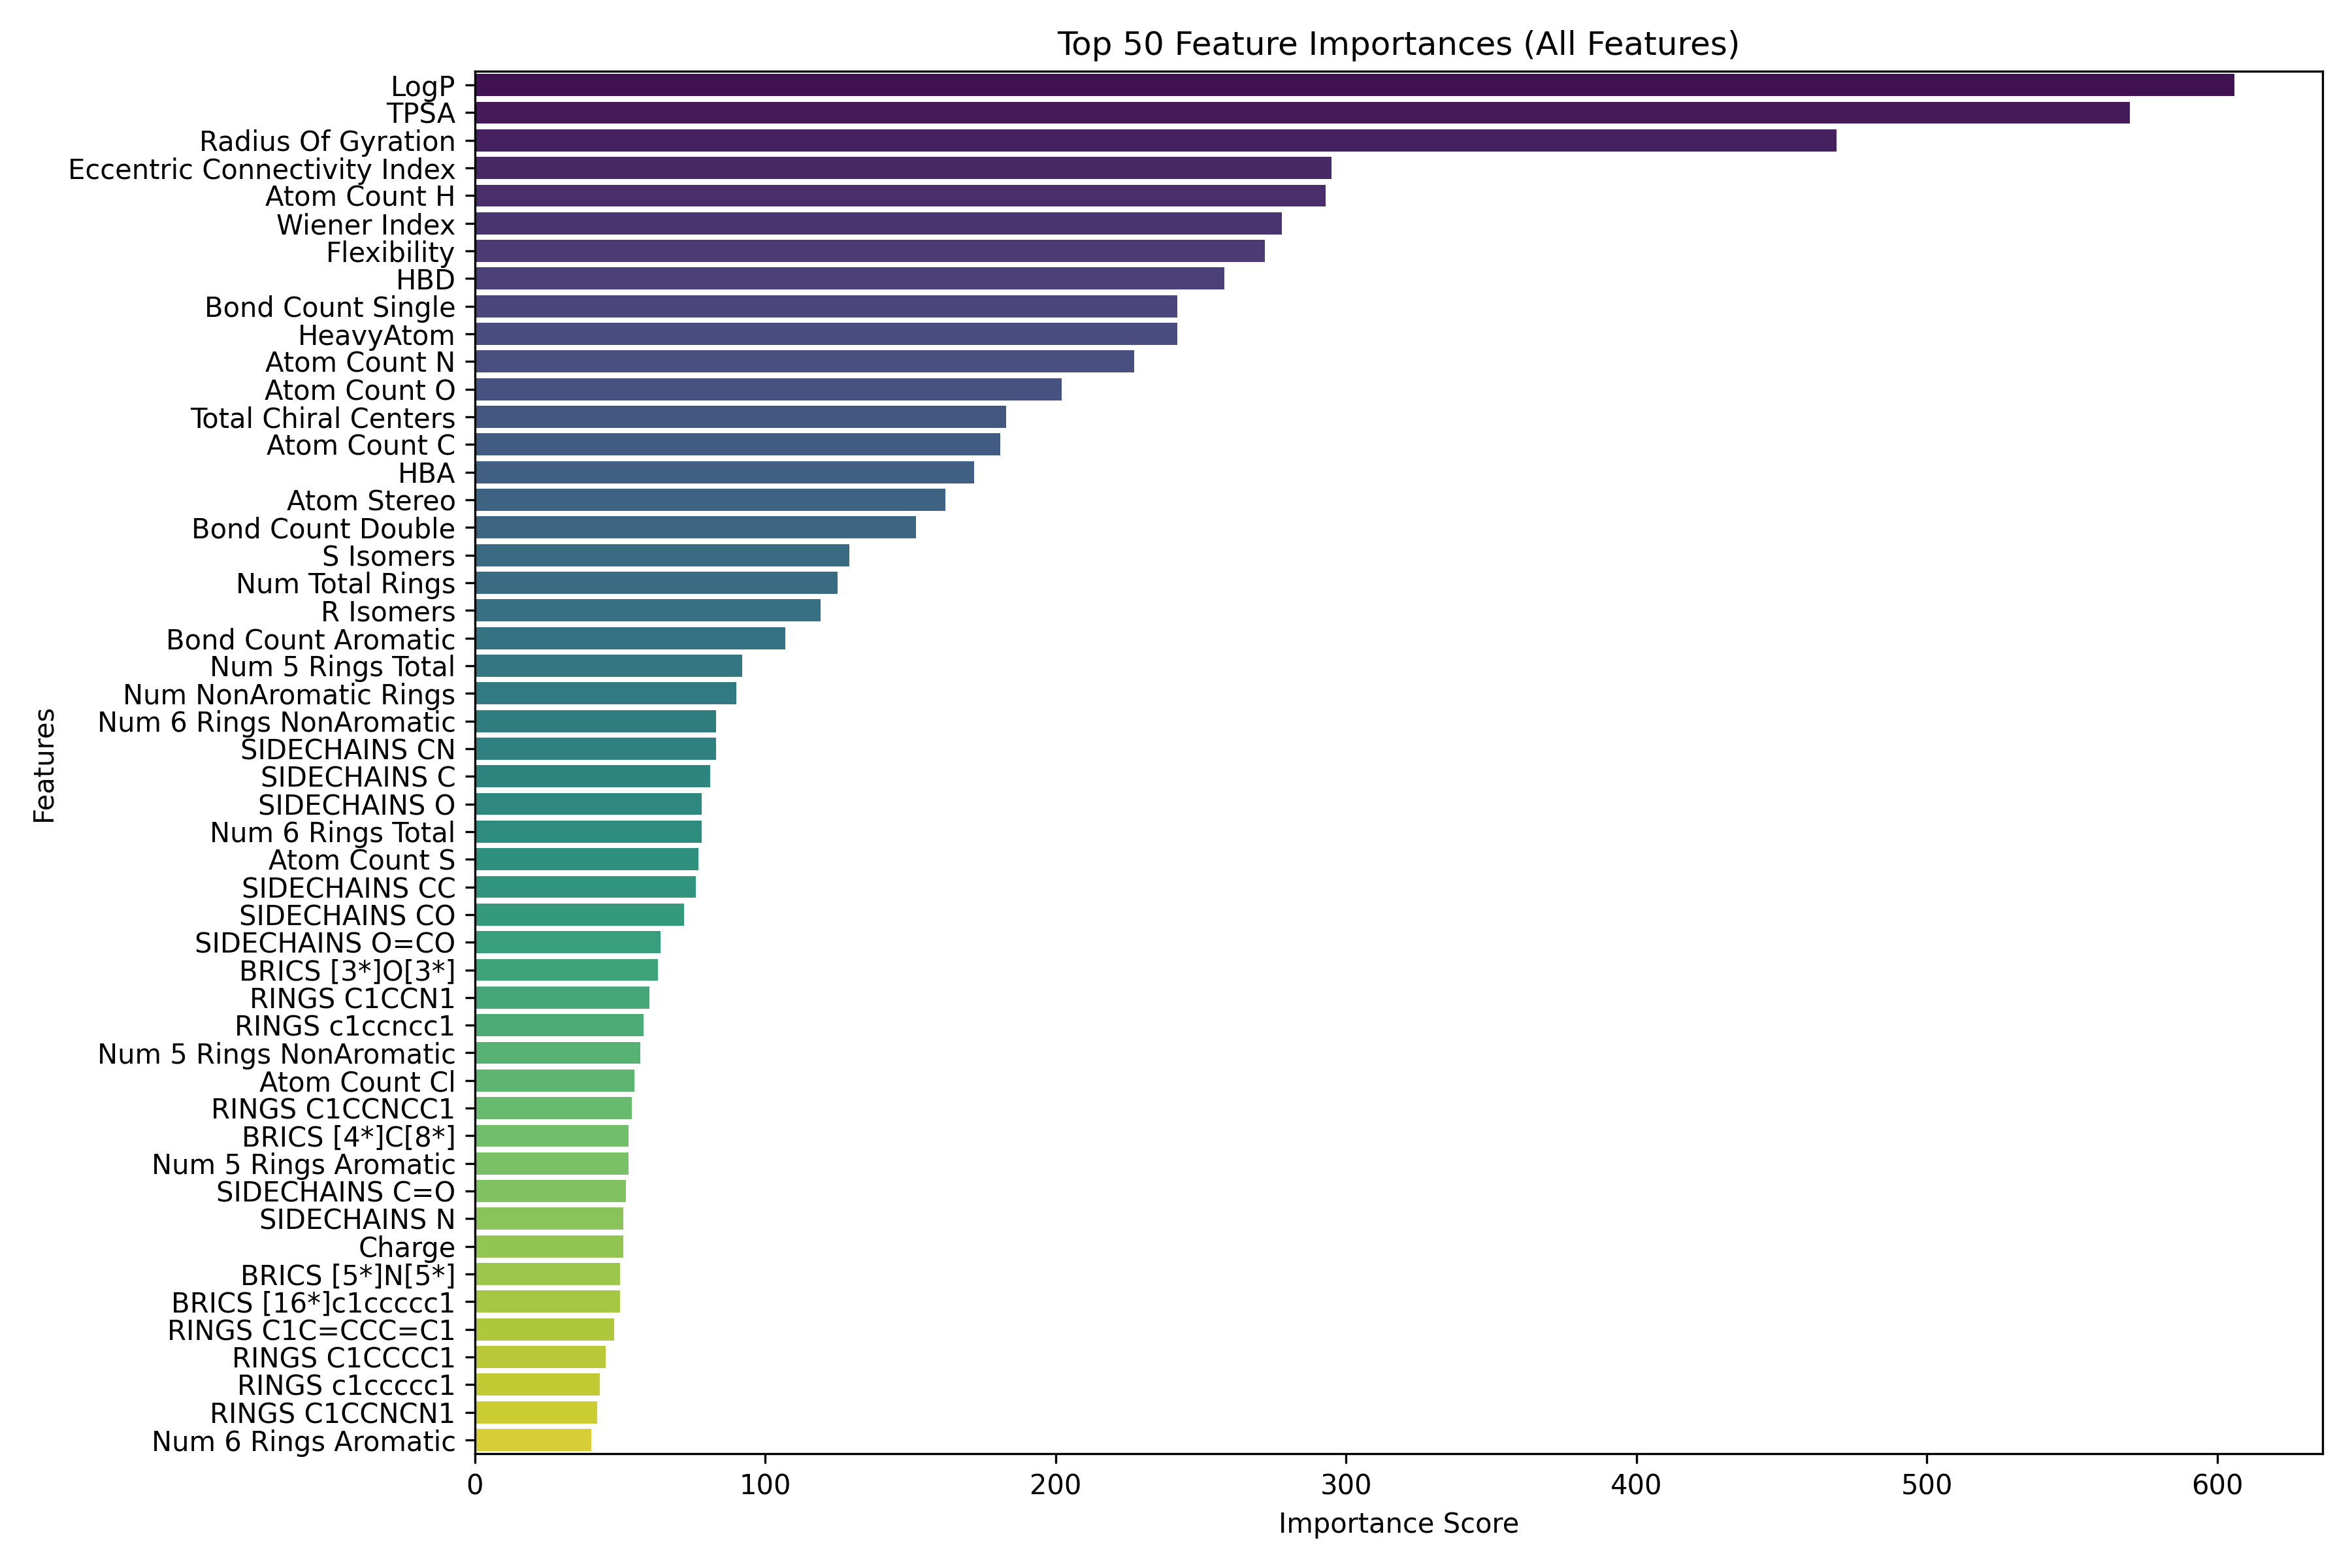 Top 50 Feature Importances (All Features)
LogP
TPSA
Radius Of Gyration
Eccentric Connectivity Index
Atom Count H
Wiener Index
Flexibility
HBD
Bond Count Single
HeavyAtom
Atom Count N
Atom Count O
Total Chiral Centers
Atom Count C
HBA
Atom Stereo
Bond Count Double
S Isomers
Num Total Rings
R Isomers
Bond Count Aromatic
Num 5 Rings Total
Num NonAromatic Rings
Num 6 Rings NonAromatic
SIDECHAINS CN
SIDECHAINS C
SIDECHAINS O
Num 6 Rings Total
Atom Count S
SIDECHAINS CC
SIDECHAINS CO
SIDECHAINS O=CO
BRICS [3*]O[3*]
RINGS C1CCN1
RINGS c1ccncc1
Num 5 Rings NonAromatic
Atom Count Cl
RINGS C1CCNCC1
BRICS [4*]C[8*]
Num 5 Rings Aromatic
SIDECHAINS C=O
SIDECHAINS N
Charge
BRICS [5*]N[5*]
BRICS [16*]c1ccccc1
RINGS C1C=CCC=C1
RINGS C1CCCC1
RINGS c1ccccc1
RINGS C1CCNCN1
Num 6 Rings Aromatic
Features
0 100 200 300 400 500 600
Importance Score